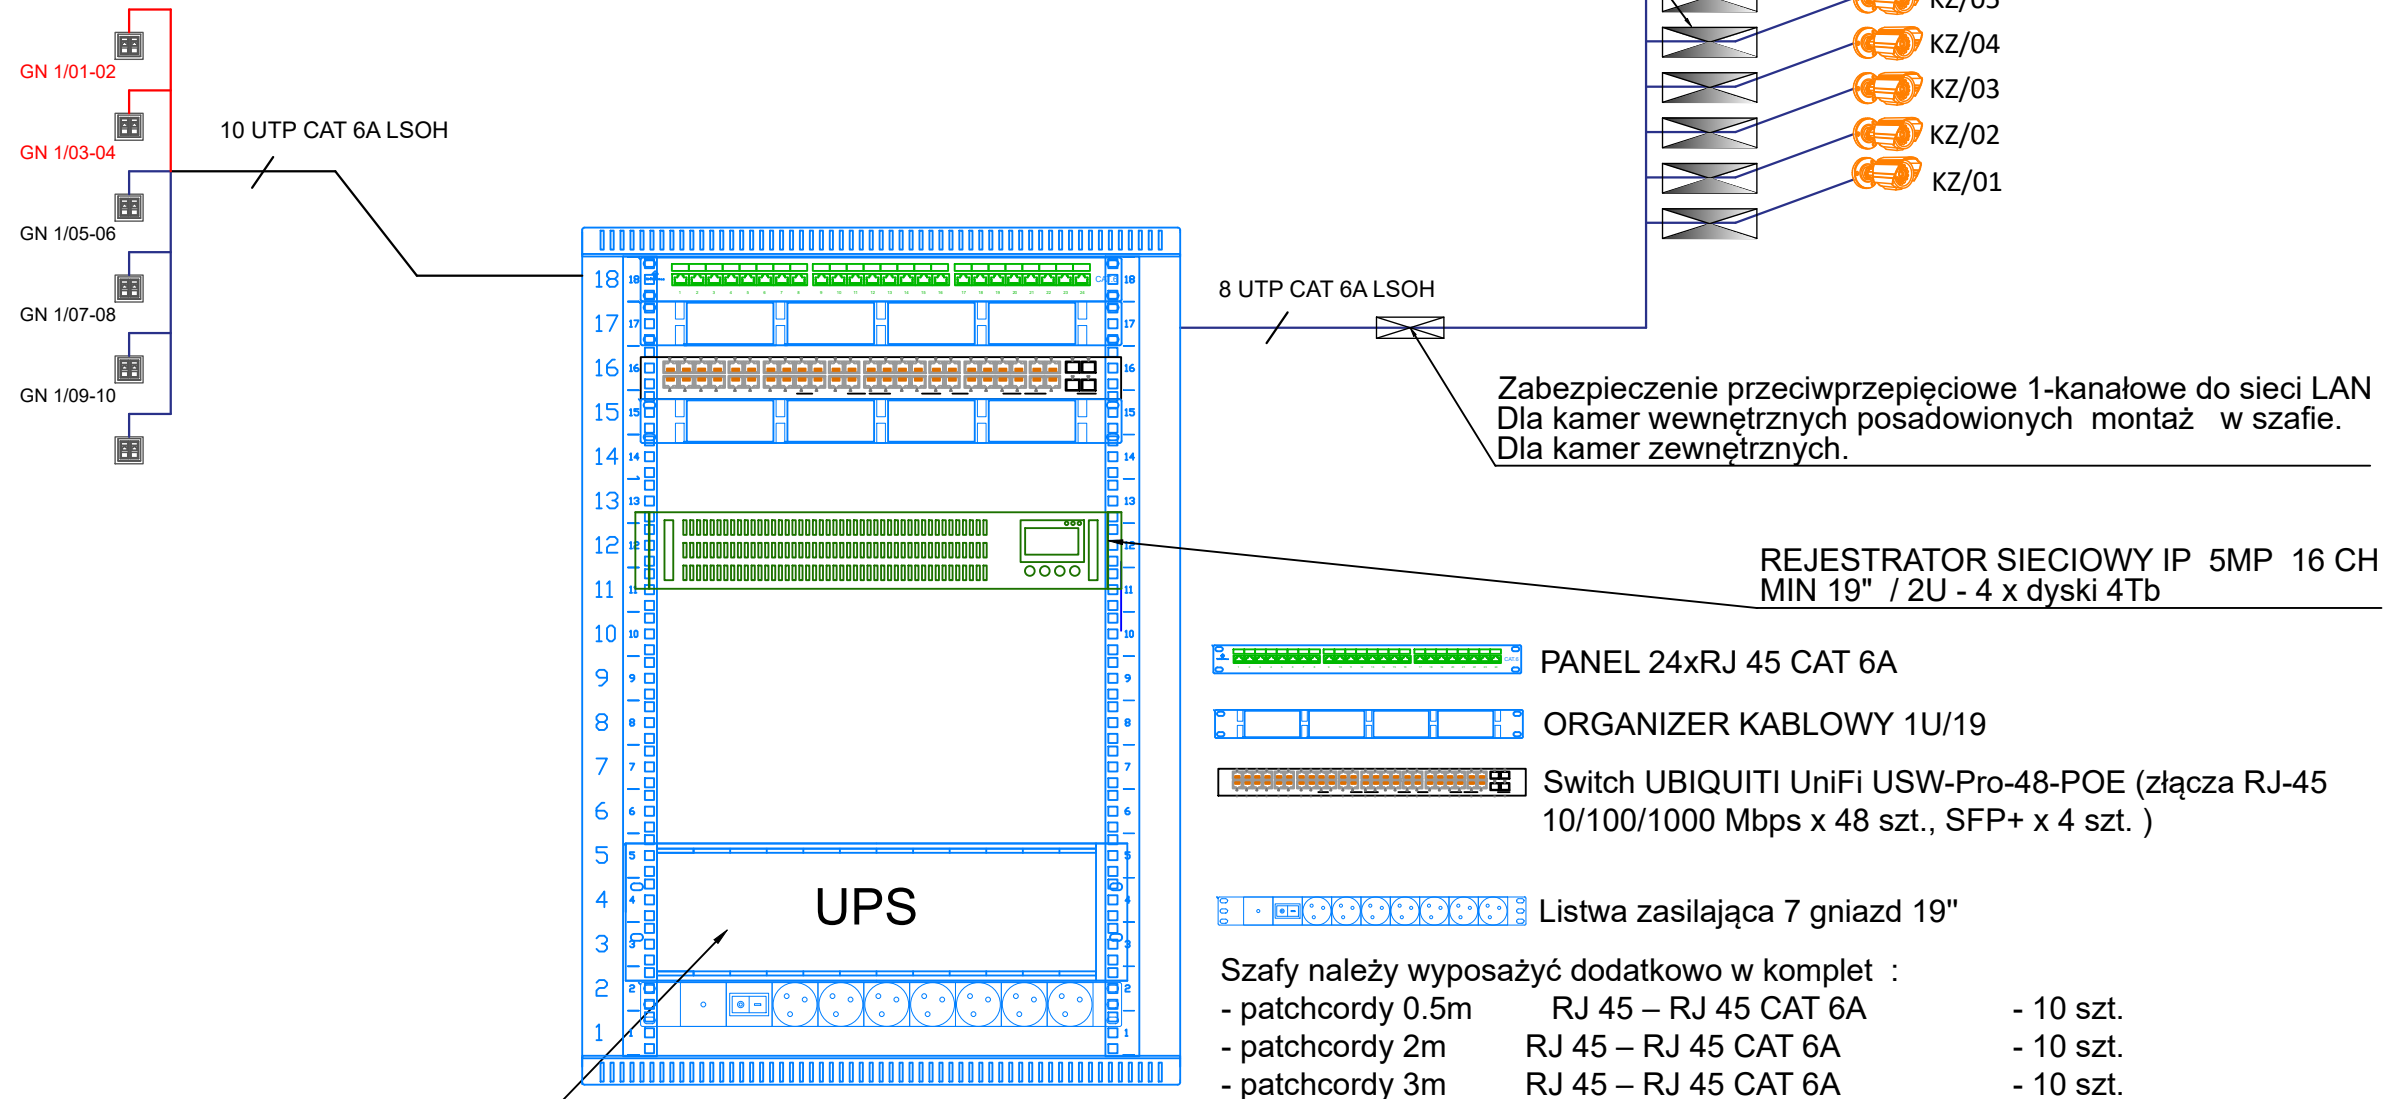 GN 1/01-02
GN 1/03-04
GN 1/05-06
GN 1/07-08
GN 1/09-10
10 UTP CAT 6A LSOH
KZ/04
KZ/03
KZ/02
KZ/01
8 UTP CAT 6A LSOH
Zabezpieczenie przeciwprzepięciowe 1-kanałowe do sieci LAN
Dla kamer wewnętrznych posadowionych montaż w szafie.
Dla kamer zewnętrznych.
REJESTRATOR SIECIOWY IP 5MP 16 CH
MIN 19" / 2U - 4 x dyski 4Tb
18
17
16
15
14
13
12
11
10
9
8
7
6
5
4
3
2
1
UPS
PANEL 24xRJ 45 CAT 6A
ORGANIZER KABLOWY 1U/19
Switch UBIQUITI UniFi USW-Pro-48-POE (złącza RJ-45
10/100/1000 Mbps x 48 szt., SFP+ x 4 szt. )
Listwa zasilająca 7 gniazd 19"
Szafy należy wyposażyć dodatkowo w komplet :
- patchcordy 0.5m RJ 45 – RJ 45 CAT 6A - 10 szt.
- patchcordy 2m RJ 45 – RJ 45 CAT 6A - 10 szt.
- patchcordy 3m RJ 45 – RJ 45 CAT 6A - 10 szt.